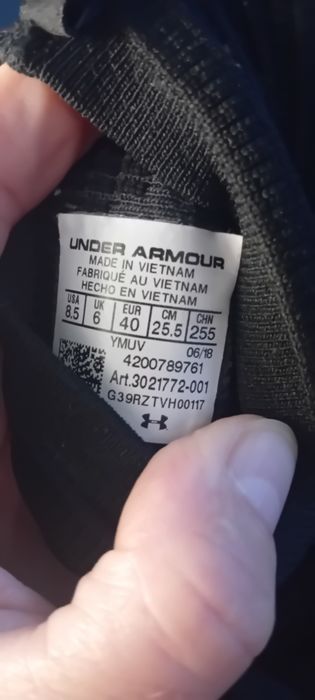 UNDER ARMOUR
MADE IN VIETNAM
FABRIQUÉ AU VIETNAM
HECHO EN VIETNAM
USA UK EUR CM CHN
8.5 6 40 25.5 255
YMUV 06/18
4200789761
Art.3021772-001
G39RZTVH00117